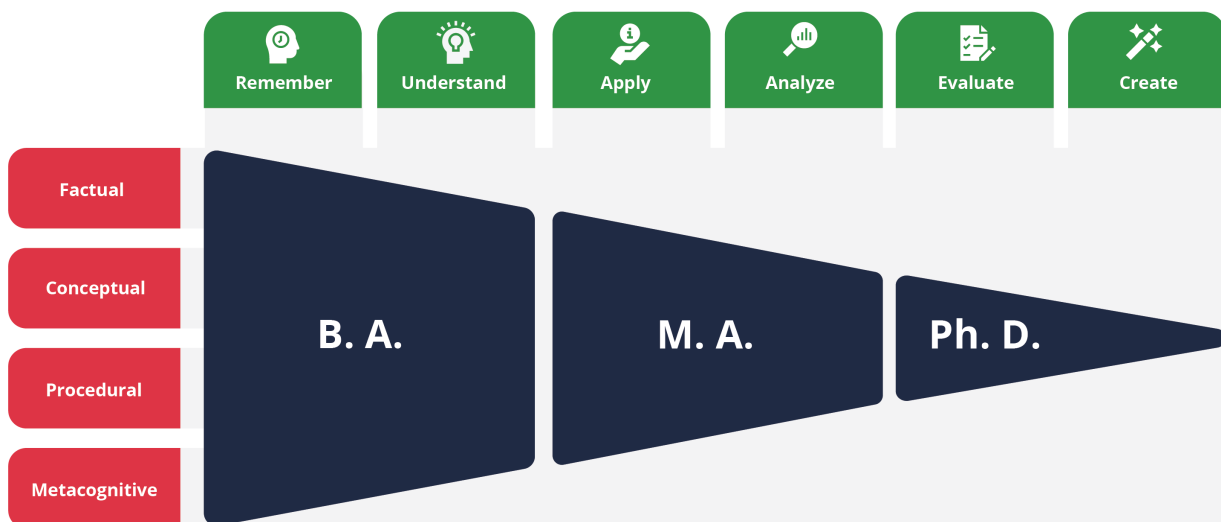 Remember
Understand
Apply
Analyze
Evaluate
Create
Factual
Conceptual
Procedural
Metacognitive
B. A.
M. A.
Ph. D.